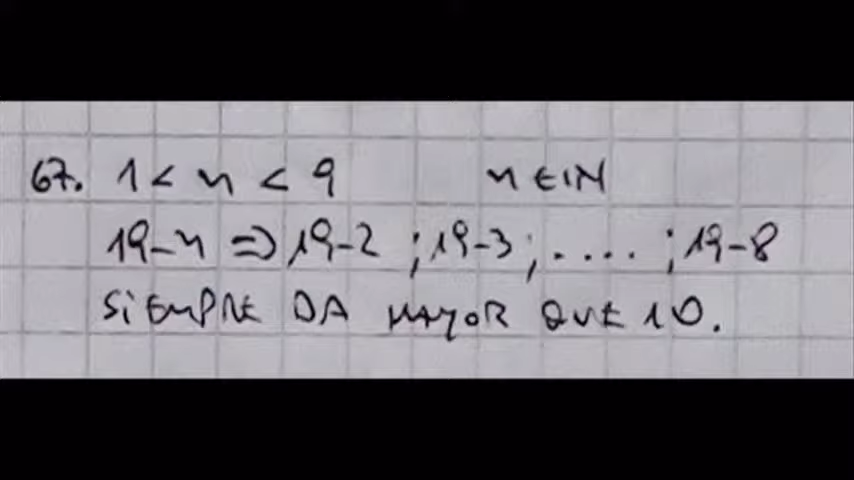 67. 1 < n < 9 n ∈ IN
19-n ⇒ 19-2 ; 19-3 ; .... ; 19-8
SIEMPRE DA MAYOR QUE 10.